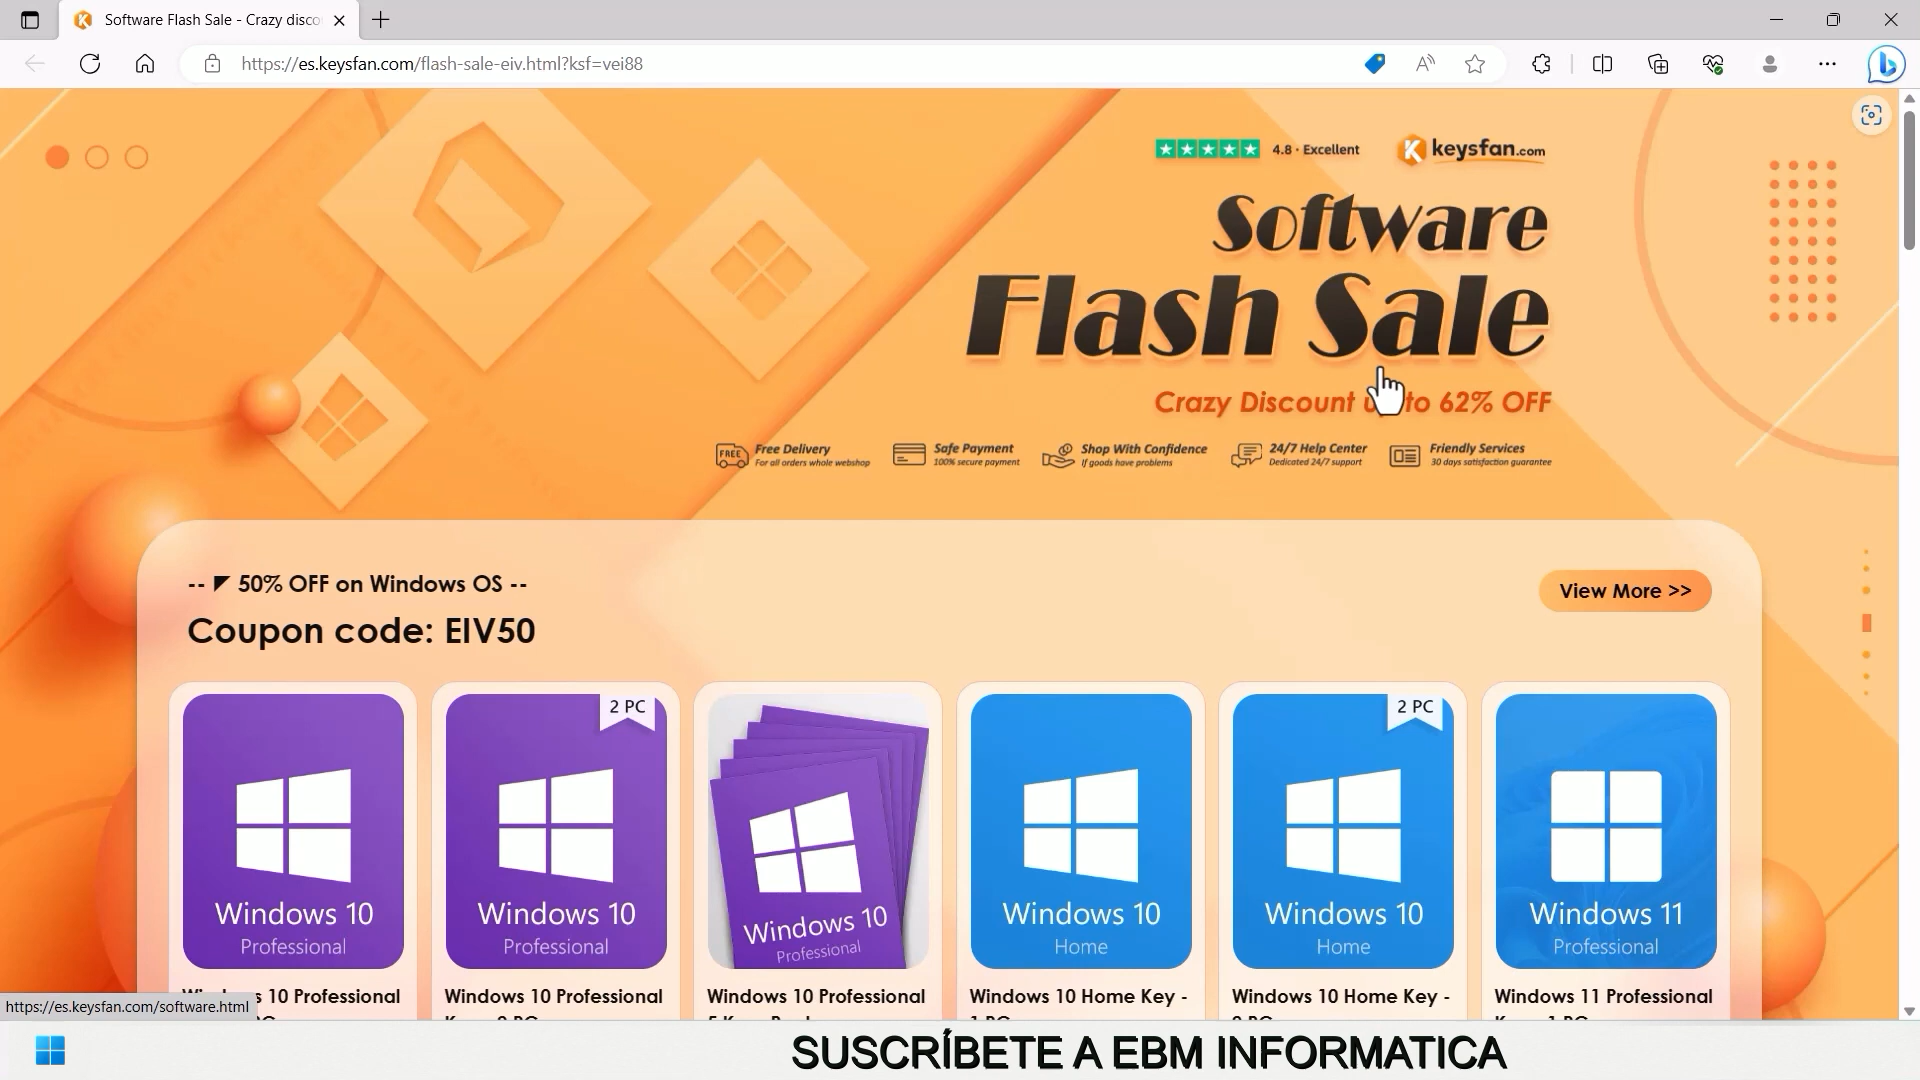 Software Flash Sale - Crazy disco
https://es.keysfan.com/flash-sale-eiv.html?ksf=vei88
4.8 · Excellent
keysfan.com
Software
Flash Sale
Crazy Discount to 62% OFF
FREE
Free Delivery
For all orders whole webshop
Safe Payment
100% secure payment
Shop With Confidence
If goods have problems
24/7 Help Center
Dedicated 24/7 support
Friendly Services
30 days satisfaction guarantee
-- ◤ 50% OFF on Windows OS --
View More >>
Coupon code: EIV50
Windows 10
Professional
2 PC
Windows 10
Professional
Windows 10
Professional
Windows 10
Home
2 PC
Windows 10
Home
Windows 11
Professional
10 Professional
Windows 10 Professional
Windows 10 Professional
Windows 10 Home Key -
Windows 10 Home Key -
Windows 11 Professional
https://es.keysfan.com/software.html
SUSCRÍBETE A EBM INFORMATICA